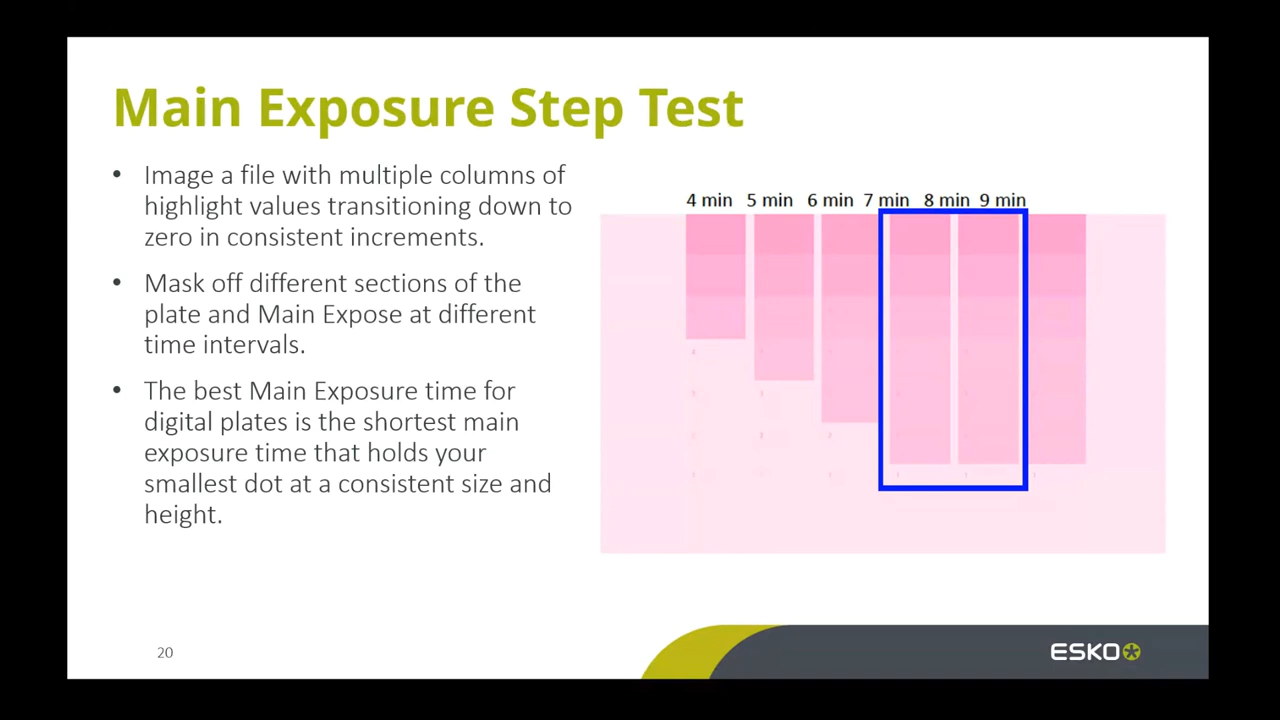 Main Exposure Step Test
• Image a file with multiple columns of
highlight values transitioning down to
zero in consistent increments.
• Mask off different sections of the
plate and Main Expose at different
time intervals.
• The best Main Exposure time for
digital plates is the shortest main
exposure time that holds your
smallest dot at a consistent size and
height.
4 min 5 min 6 min 7 min 8 min 9 min
20
ESKO